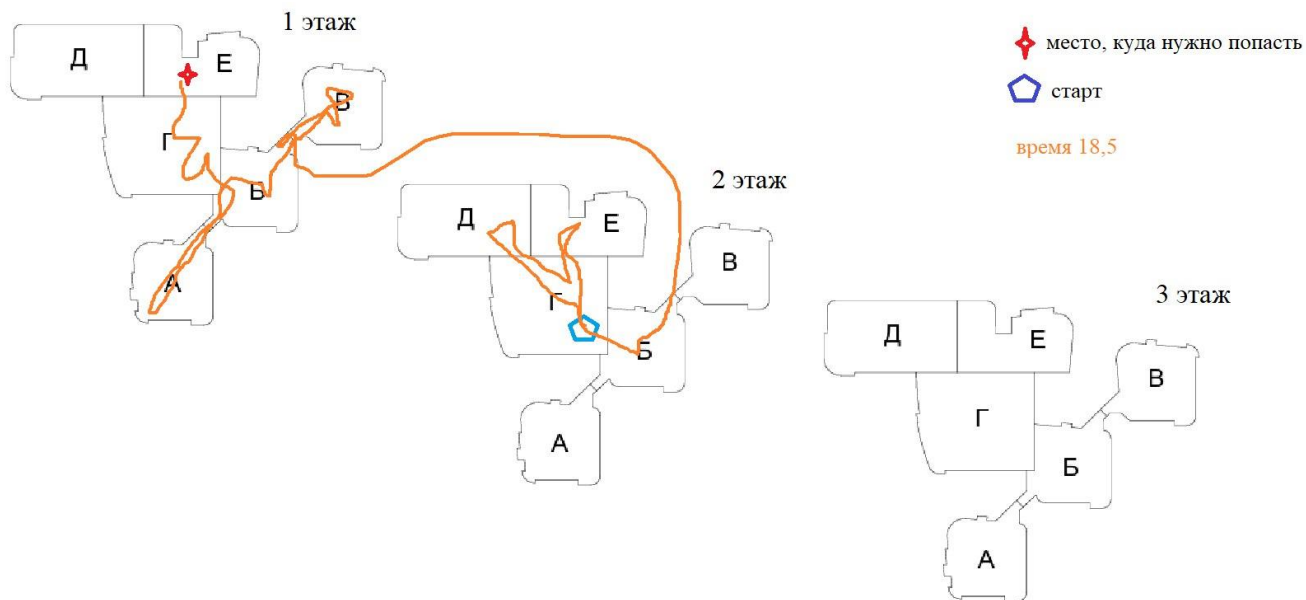 1 этаж
Д
Е
В
Г
Б
А
2 этаж
Д
Е
В
Г
Б
А
3 этаж
Д
Е
В
Г
Б
А
место, куда нужно попасть
старт
время 18,5